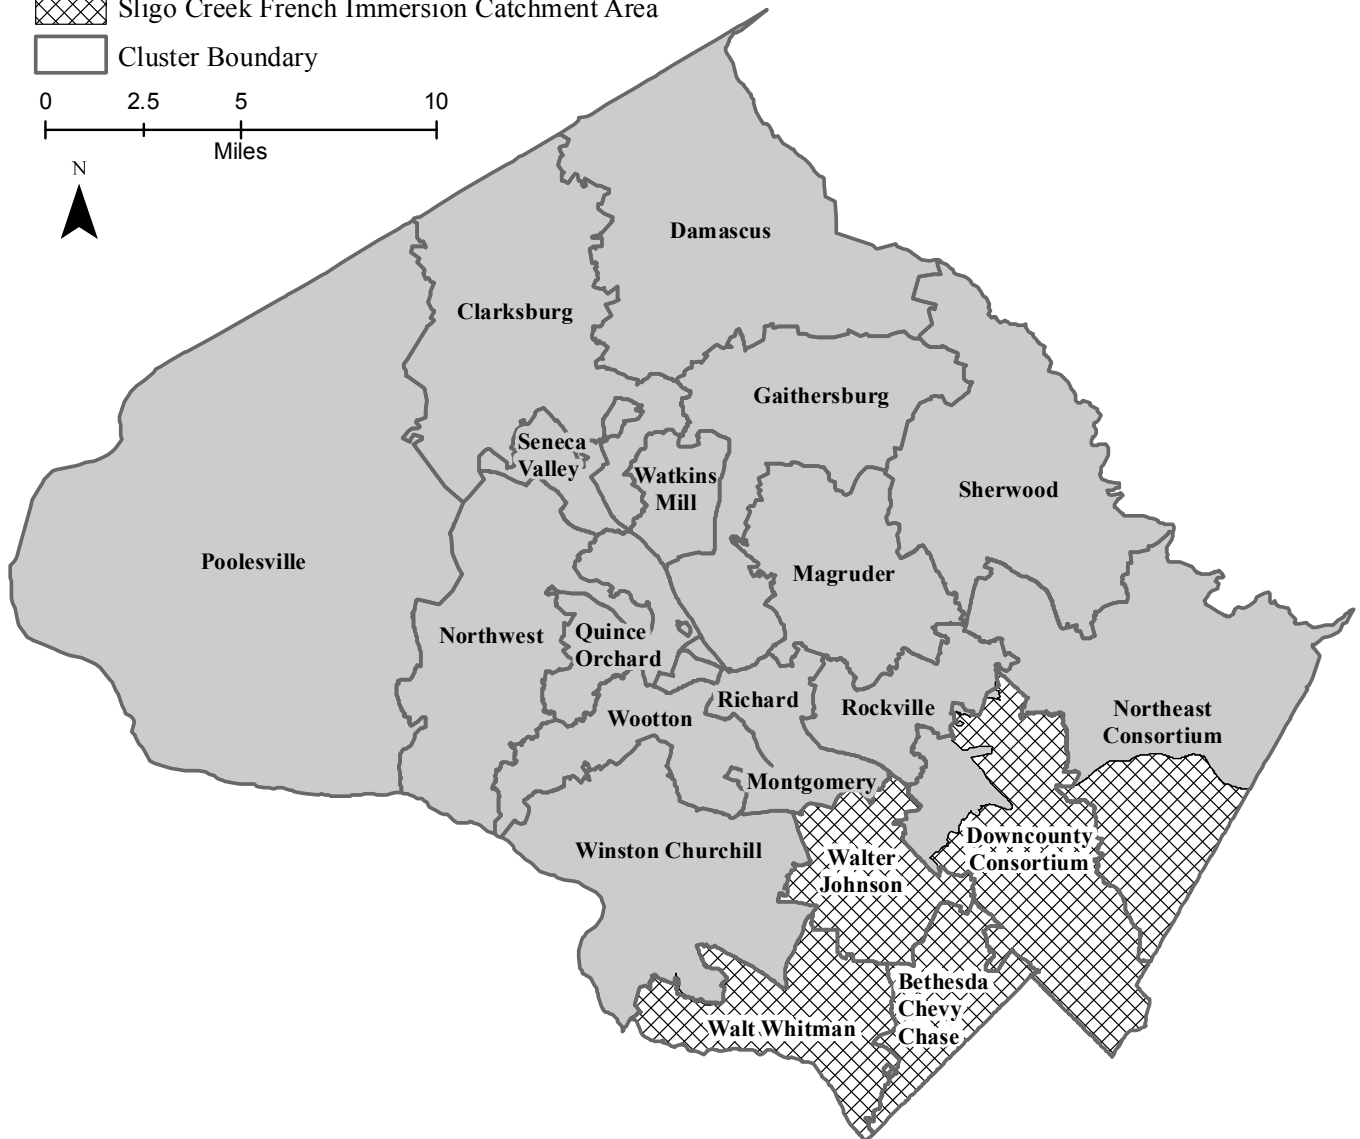 Sligo Creek French Immersion Catchment Area
Cluster Boundary
0 2.5 5 10
Miles
N
Damascus
Clarksburg
Gaithersburg
Seneca
Valley
Watkins
Mill
Sherwood
Poolesville
Magruder
Northwest
Quince
Orchard
Richard
Montgomery
Rockville
Wootton
Northeast
Consortium
Downcounty
Consortium
Winston Churchill
Walter
Johnson
Bethesda
Chevy
Chase
Walt Whitman